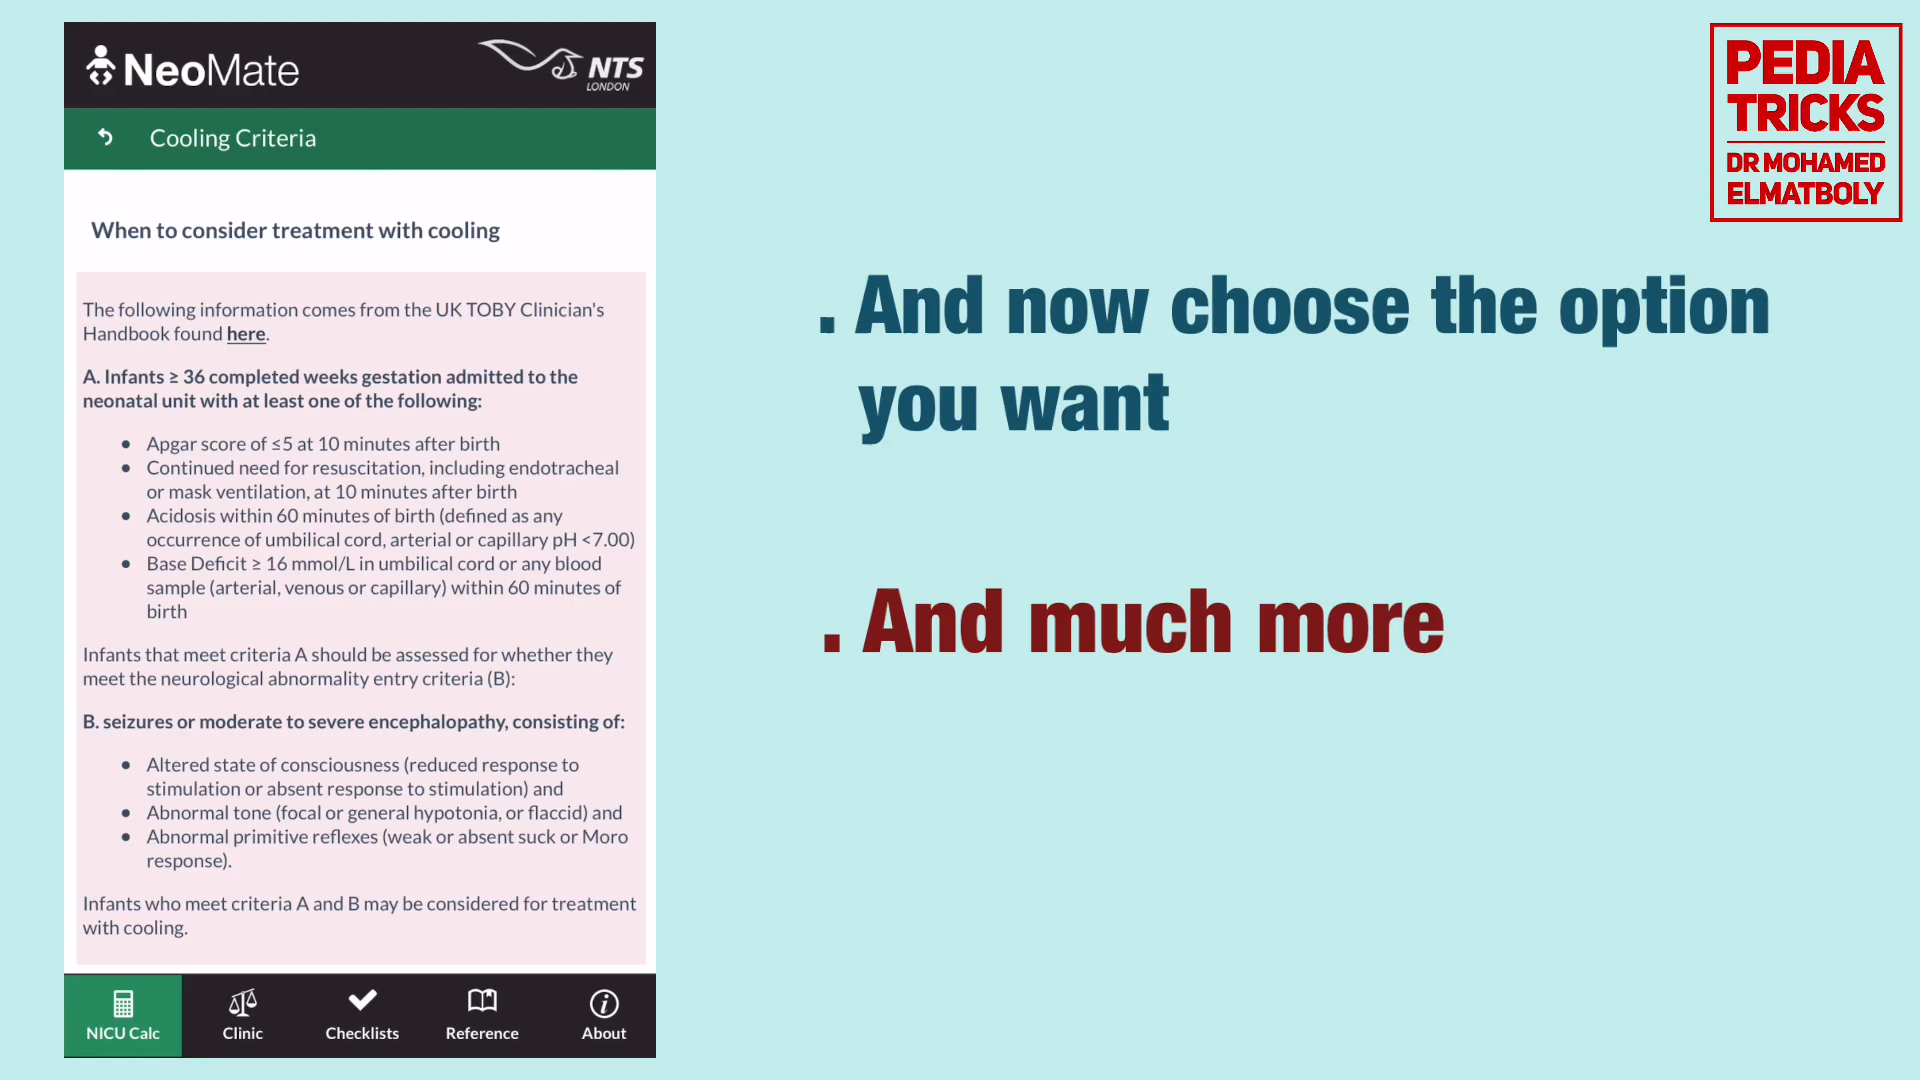 NeoMate
NTS
LONDON
Cooling Criteria
When to consider treatment with cooling
The following information comes from the UK TOBY Clinician's
Handbook found here.
A. Infants ≥ 36 completed weeks gestation admitted to the
neonatal unit with at least one of the following:
● Apgar score of ≤5 at 10 minutes after birth
● Continued need for resuscitation, including endotracheal
or mask ventilation, at 10 minutes after birth
● Acidosis within 60 minutes of birth (defined as any
occurrence of umbilical cord, arterial or capillary pH <7.00)
● Base Deficit ≥ 16 mmol/L in umbilical cord or any blood
sample (arterial, venous or capillary) within 60 minutes of
birth
Infants that meet criteria A should be assessed for whether they
meet the neurological abnormality entry criteria (B):
B. seizures or moderate to severe encephalopathy, consisting of:
● Altered state of consciousness (reduced response to
stimulation or absent response to stimulation) and
● Abnormal tone (focal or general hypotonia, or flaccid) and
● Abnormal primitive reflexes (weak or absent suck or Moro
response).
Infants who meet criteria A and B may be considered for treatment
with cooling.
NICU Calc
Clinic
Checklists
Reference
About
. And now choose the option
you want
. And much more
PEDIA
TRICKS
DR MOHAMED
ELMATBOLY